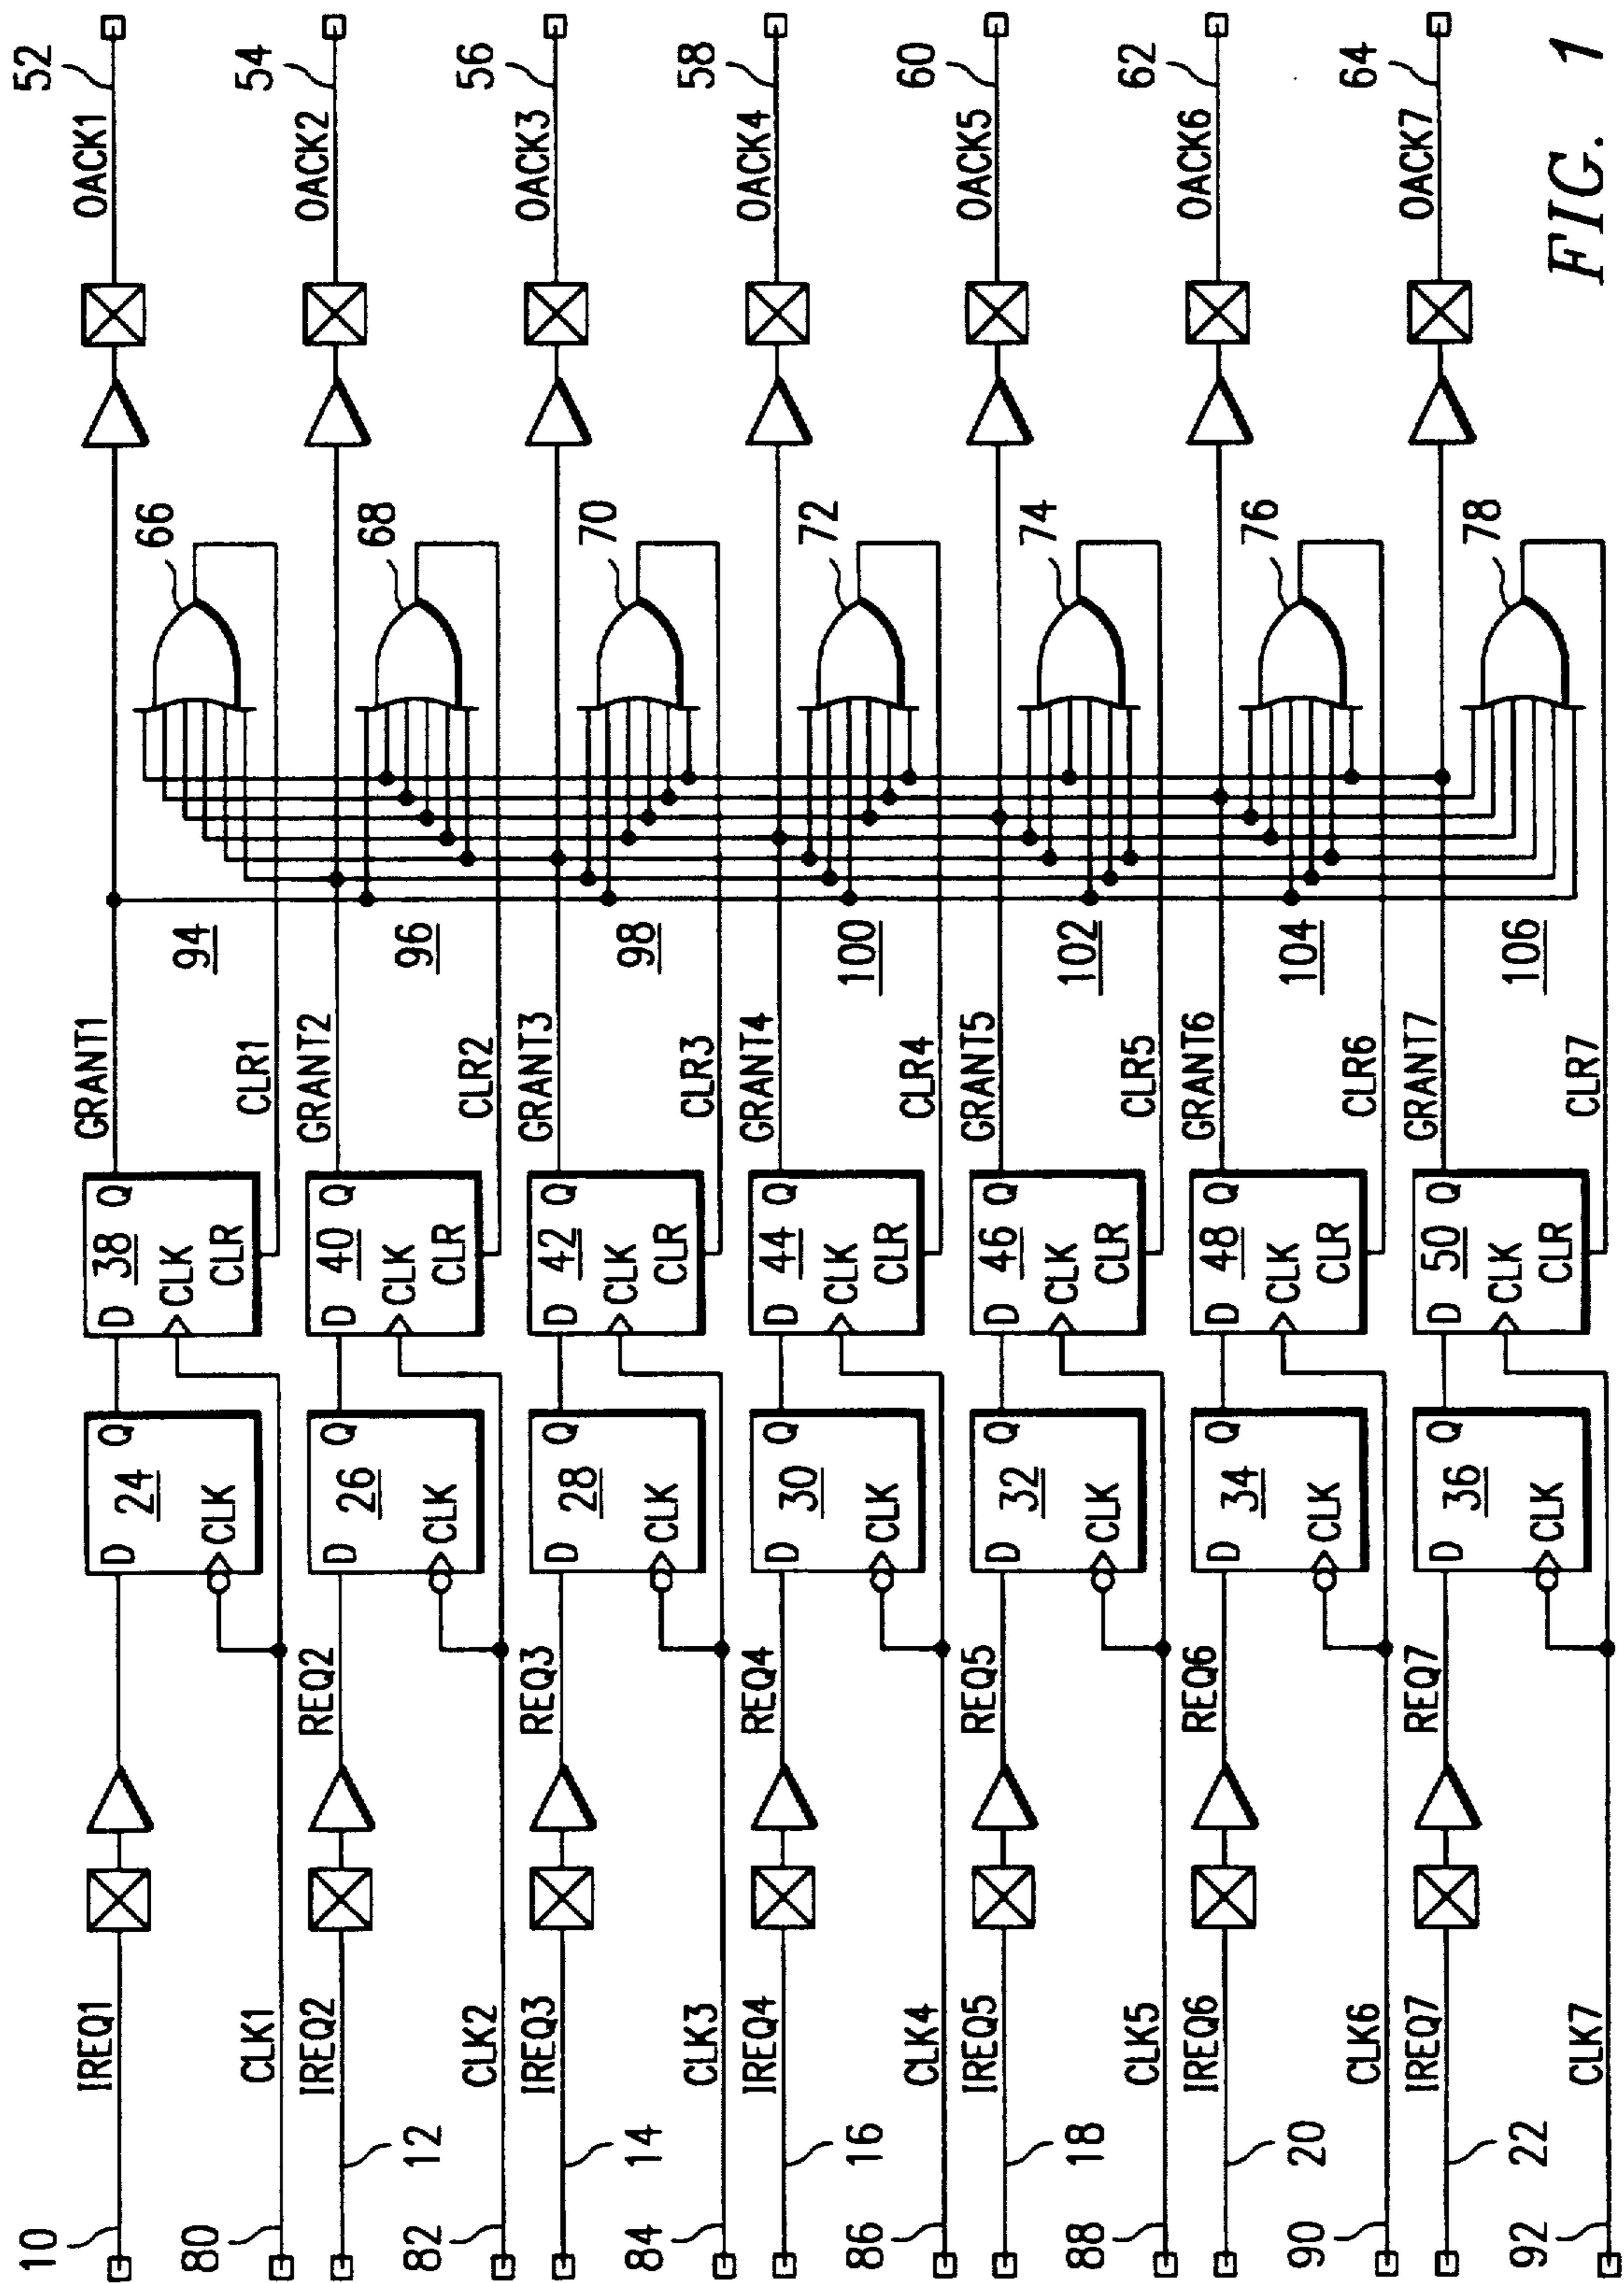 10 IREQ1 24 D Q CLK 38 D Q CLK CLR GRANT1 94 66 OACK1 52
80 CLK1 CLR1
12 IREQ2 REQ2 26 D Q CLK 40 D Q CLK CLR GRANT2 96 68 OACK2 54
82 CLK2 CLR2
14 IREQ3 REQ3 28 D Q CLK 42 D Q CLK CLR GRANT3 98 70 OACK3 56
84 CLK3 CLR3
16 IREQ4 REQ4 30 D Q CLK 44 D Q CLK CLR GRANT4 100 72 OACK4 58
86 CLK4 CLR4
18 IREQ5 REQ5 32 D Q CLK 46 D Q CLK CLR GRANT5 102 74 OACK5 60
88 CLK5 CLR5
20 IREQ6 REQ6 34 D Q CLK 48 D Q CLK CLR GRANT6 104 76 OACK6 62
90 CLK6 CLR6
22 IREQ7 REQ7 36 D Q CLK 50 D Q CLK CLR GRANT7 106 78 OACK7 64
92 CLK7 CLR7
FIG. 1